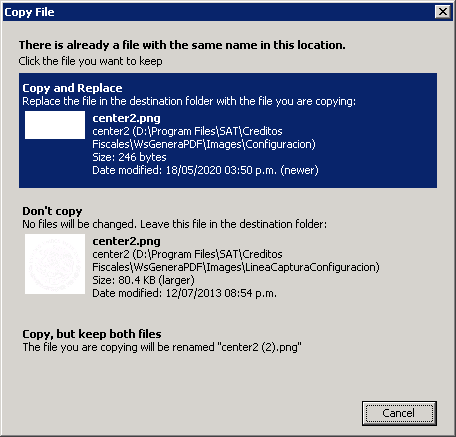 Copy File
There is already a file with the same name in this location.
Click the file you want to keep
Copy and Replace
Replace the file in the destination folder with the file you are copying:
center2.png
center2 (D:\Program Files\SAT\Creditos
Fiscales\WsGeneraPDF\Images\Configuracion)
Size: 246 bytes
Date modified: 18/05/2020 03:50 p.m. (newer)
Don't copy
No files will be changed. Leave this file in the destination folder:
center2.png
center2 (D:\Program Files\SAT\Creditos
Fiscales\WsGeneraPDF\Images\LineaCapturaConfiguracion)
Size: 80.4 KB (larger)
Date modified: 12/07/2013 08:54 p.m.
Copy, but keep both files
The file you are copying will be renamed "center2 (2).png"
Cancel